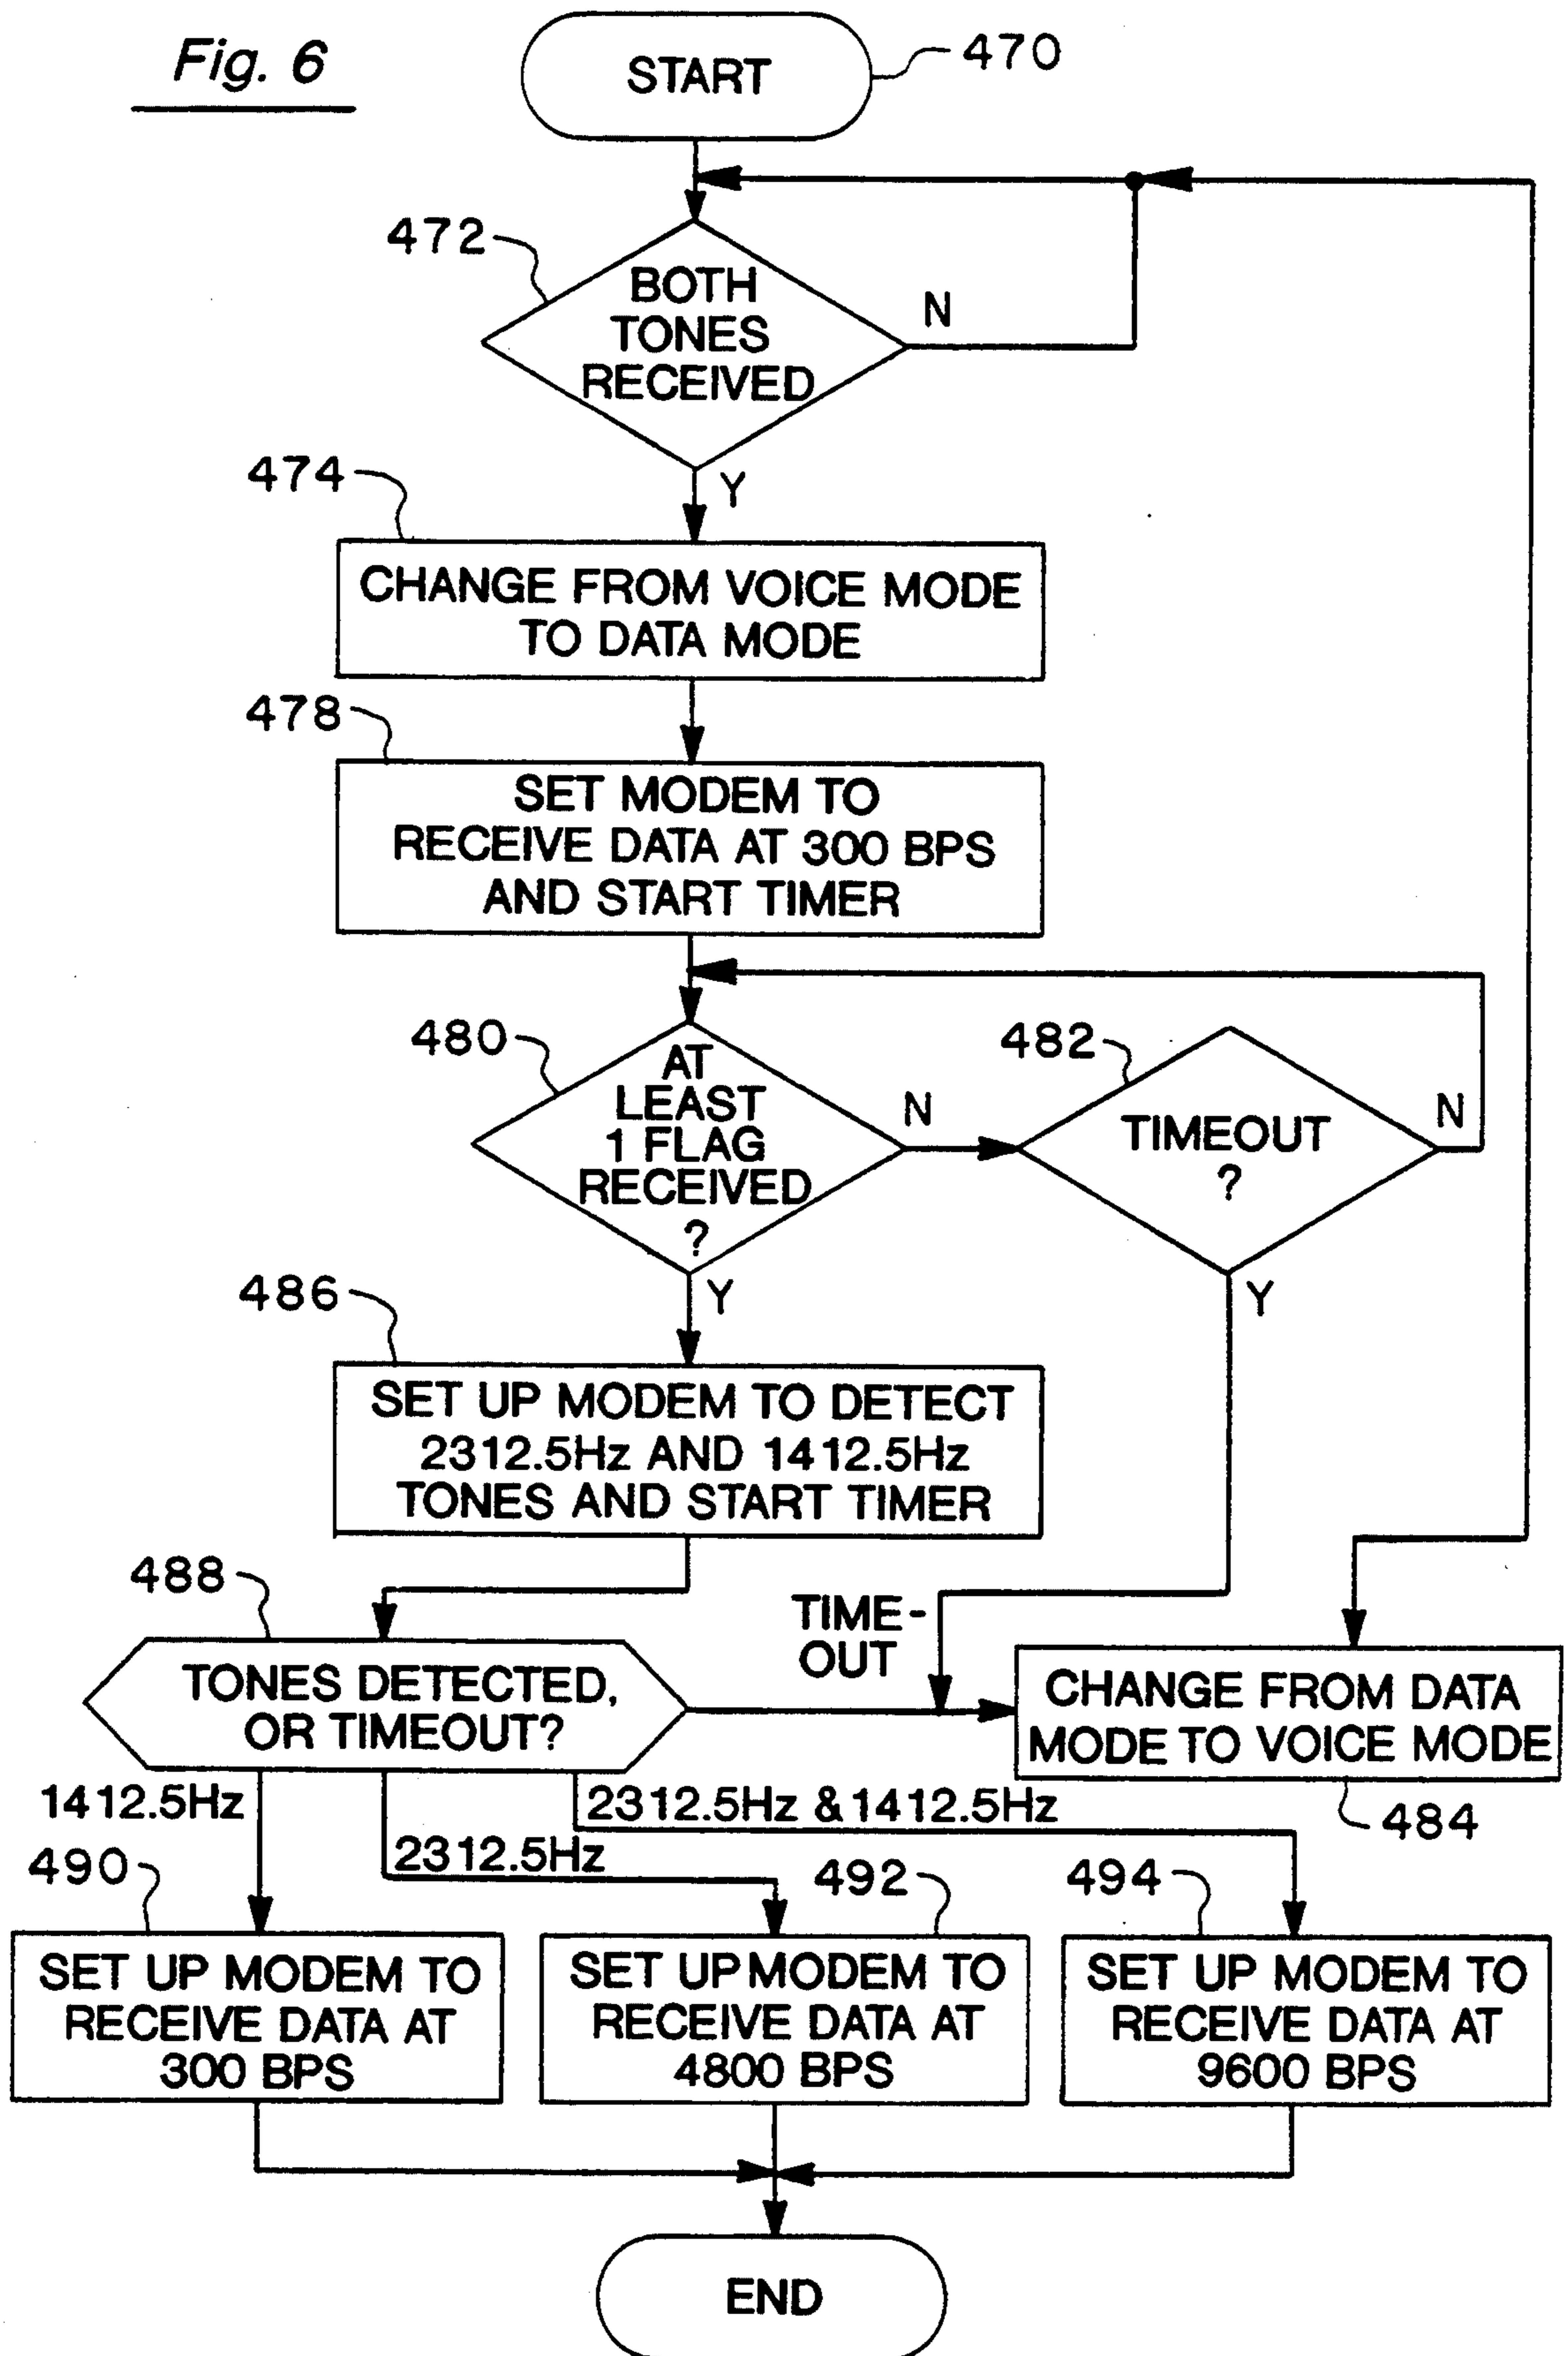 Fig. 6
START
470
472
BOTH
TONES
RECEIVED
N
Y
474
CHANGE FROM VOICE MODE
TO DATA MODE
478
SET MODEM TO
RECEIVE DATA AT 300 BPS
AND START TIMER
480
AT
LEAST
1 FLAG
RECEIVED
?
N
482
TIMEOUT
?
N
Y
Y
486
SET UP MODEM TO DETECT
2312.5Hz AND 1412.5Hz
TONES AND START TIMER
488
TONES DETECTED,
OR TIMEOUT?
TIME-
OUT
CHANGE FROM DATA
MODE TO VOICE MODE
484
1412.5Hz
2312.5Hz
2312.5Hz &1412.5Hz
490
SET UP MODEM TO
RECEIVE DATA AT
300 BPS
492
SET UP MODEM TO
RECEIVE DATA AT
4800 BPS
494
SET UP MODEM TO
RECEIVE DATA AT
9600 BPS
END